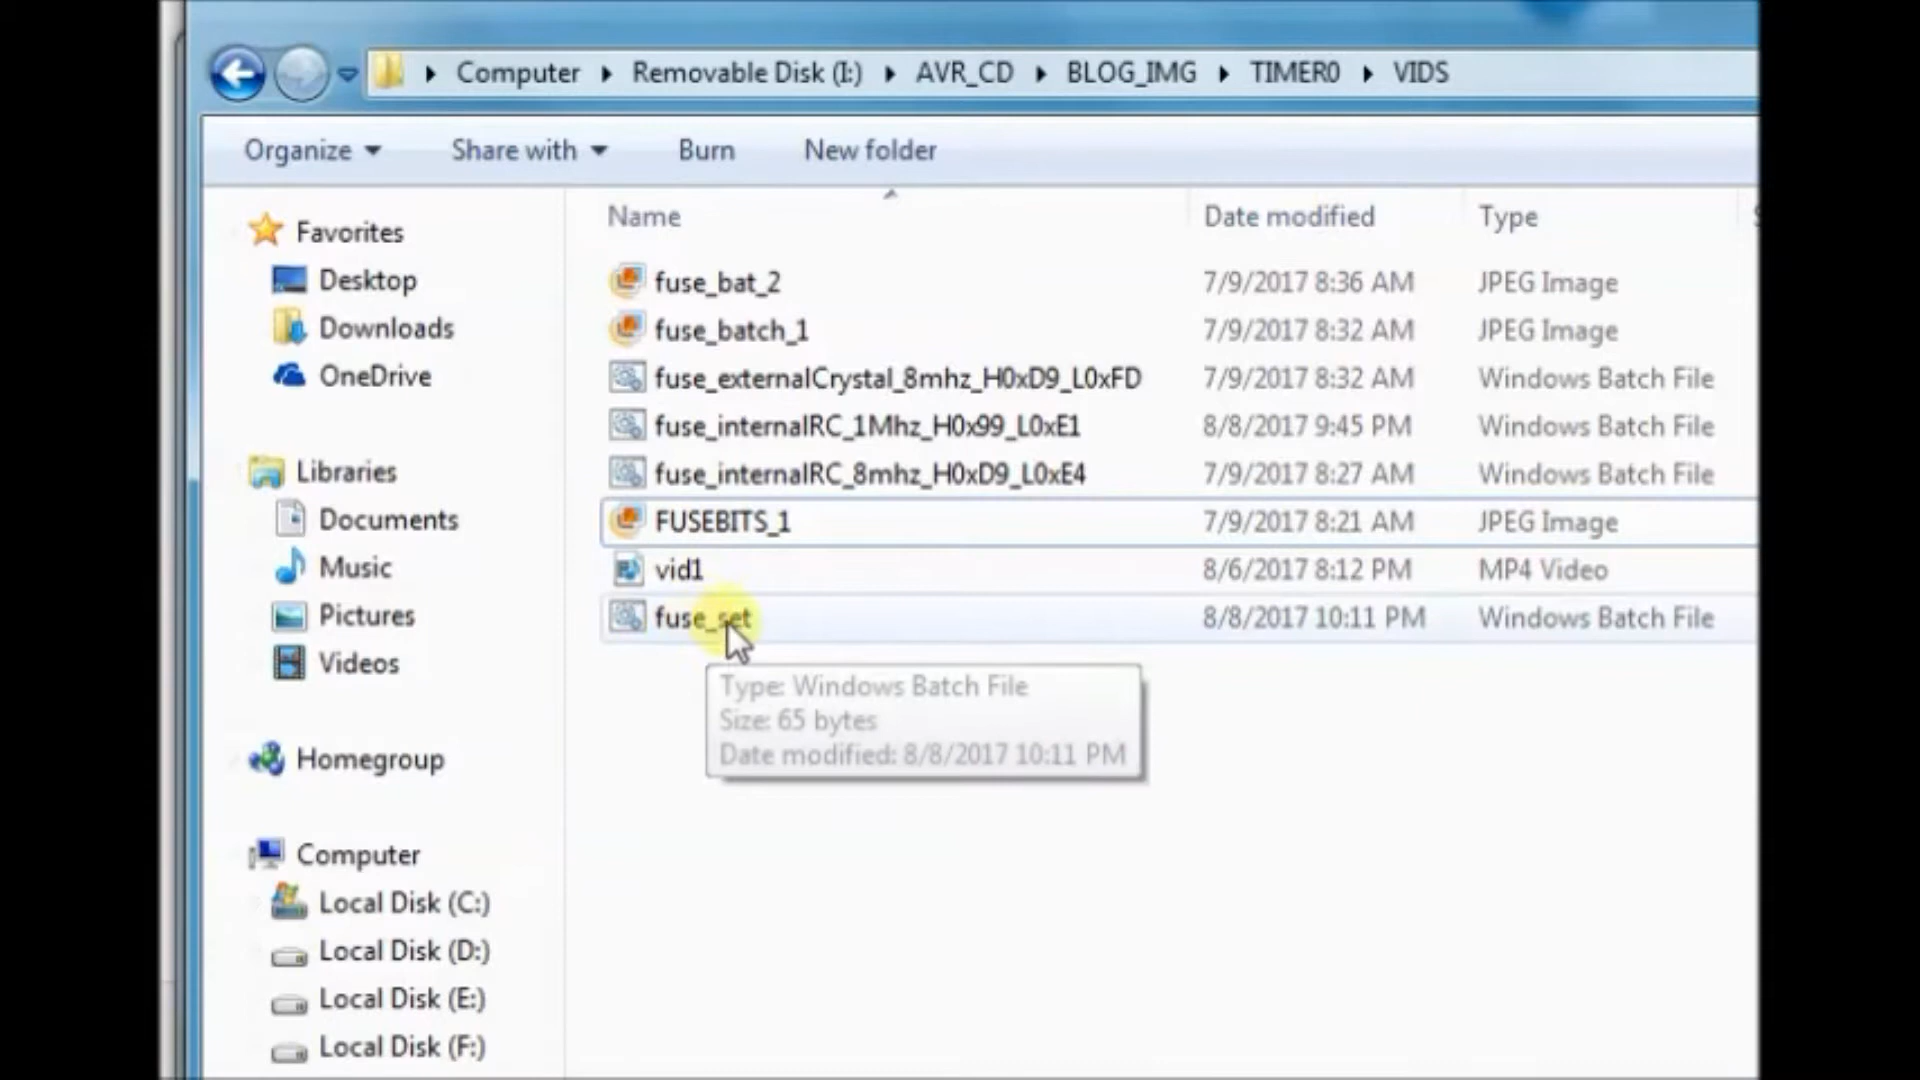 Computer Removable Disk (I:) AVR_CD BLOG_IMG TIMER0 VIDS
Organize Share with Burn New folder
Name Date modified Type
Favorites
Desktop
Downloads
OneDrive
Libraries
Documents
Music
Pictures
Videos
Homegroup
Computer
Local Disk (C:)
Local Disk (D:)
Local Disk (E:)
Local Disk (F:)
fuse_bat_2 7/9/2017 8:36 AM JPEG Image
fuse_batch_1 7/9/2017 8:32 AM JPEG Image
fuse_externalCrystal_8mhz_H0xD9_L0xFD 7/9/2017 8:32 AM Windows Batch File
fuse_internalRC_1Mhz_H0x99_L0xE1 8/8/2017 9:45 PM Windows Batch File
fuse_internalRC_8mhz_H0xD9_L0xE4 7/9/2017 8:27 AM Windows Batch File
FUSEBITS_1 7/9/2017 8:21 AM JPEG Image
vid1 8/6/2017 8:12 PM MP4 Video
fuse_set 8/8/2017 10:11 PM Windows Batch File
Type: Windows Batch File
Size: 65 bytes
Date modified: 8/8/2017 10:11 PM